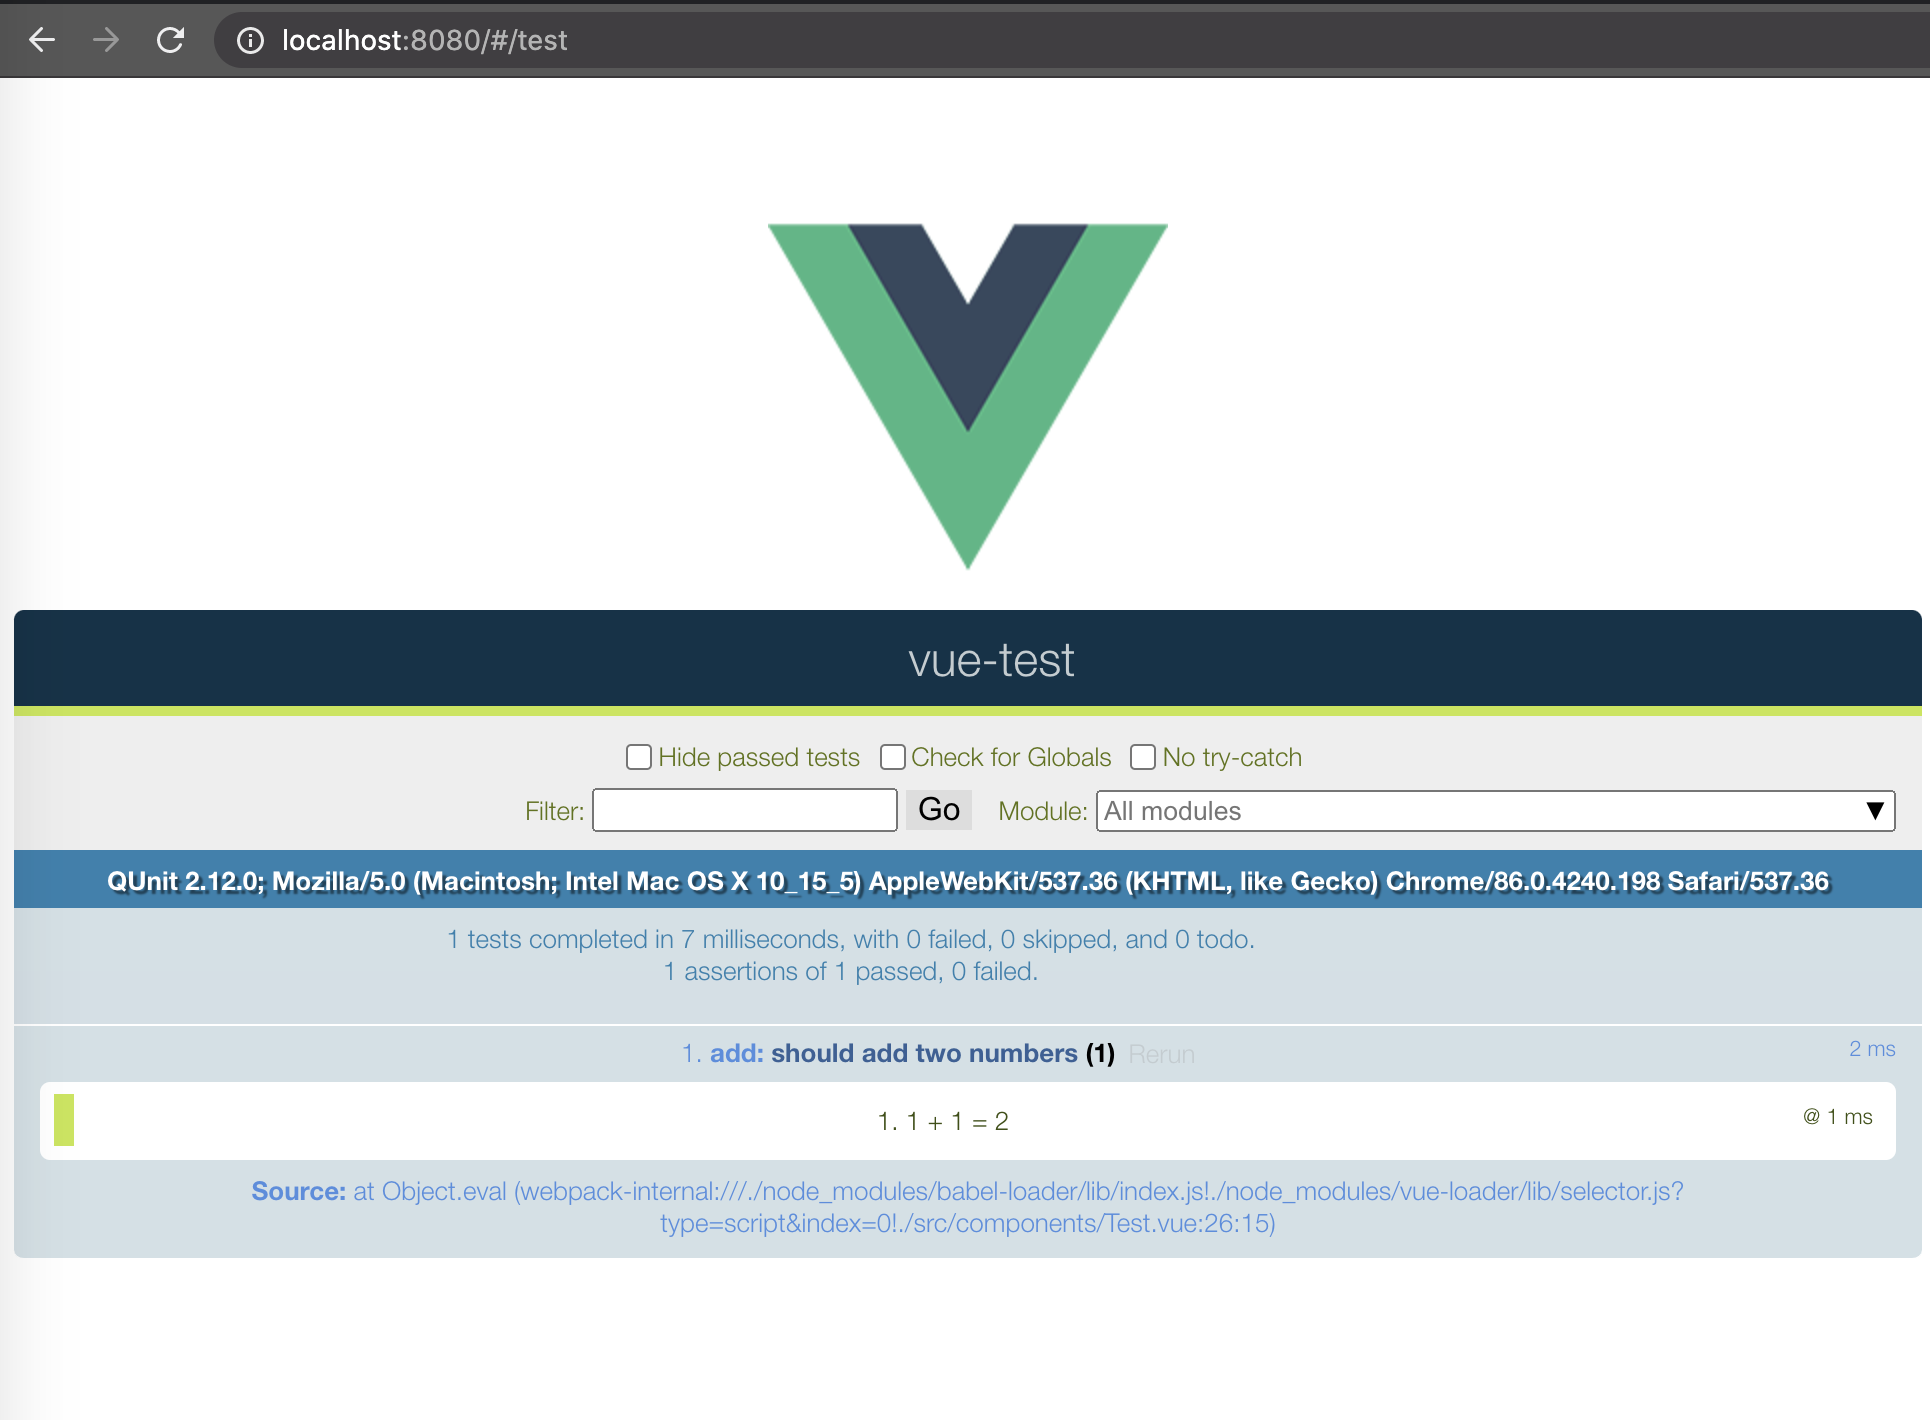 localhost:8080/#/test
vue-test
Hide passed tests Check for Globals No try-catch
Filter: Go Module: All modules ▼
QUnit 2.12.0; Mozilla/5.0 (Macintosh; Intel Mac OS X 10_15_5) AppleWebKit/537.36 (KHTML, like Gecko) Chrome/86.0.4240.198 Safari/537.36
1 tests completed in 7 milliseconds, with 0 failed, 0 skipped, and 0 todo.
1 assertions of 1 passed, 0 failed.
1. add: should add two numbers (1) Rerun 2 ms
1. 1 + 1 = 2 @ 1 ms
Source: at Object.eval (webpack-internal:///./node_modules/babel-loader/lib/index.js!./node_modules/vue-loader/lib/selector.js?
type=script&index=0!./src/components/Test.vue:26:15)